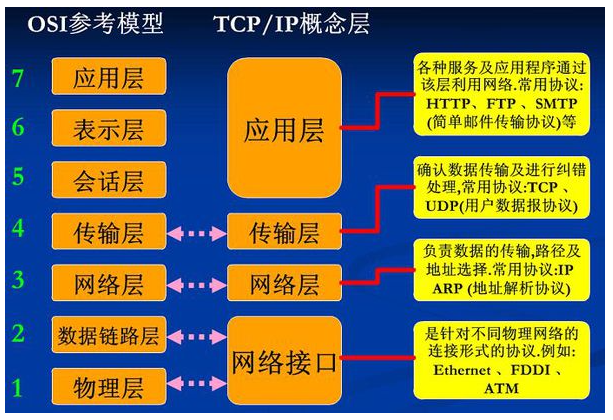 OSI参考模型
TCP/IP概念层
7
应用层
6
表示层
5
会话层
4
传输层
3
网络层
2
数据链路层
1
物理层
应用层
传输层
网络层
网络接口
各种服务及应用程序通过
该层利用网络.常用协议:
HTTP、FTP 、SMTP
(简单邮件传输协议)等
确认数据传输及进行纠错
处理,常用协议:TCP 、
UDP(用户数据报协议)
负责数据的传输,路径及
地址选择.常用协议:IP
ARP (地址解析协议)
是针对不同物理网络的
连接形式的协议.例如:
Ethernet 、FDDI 、
ATM